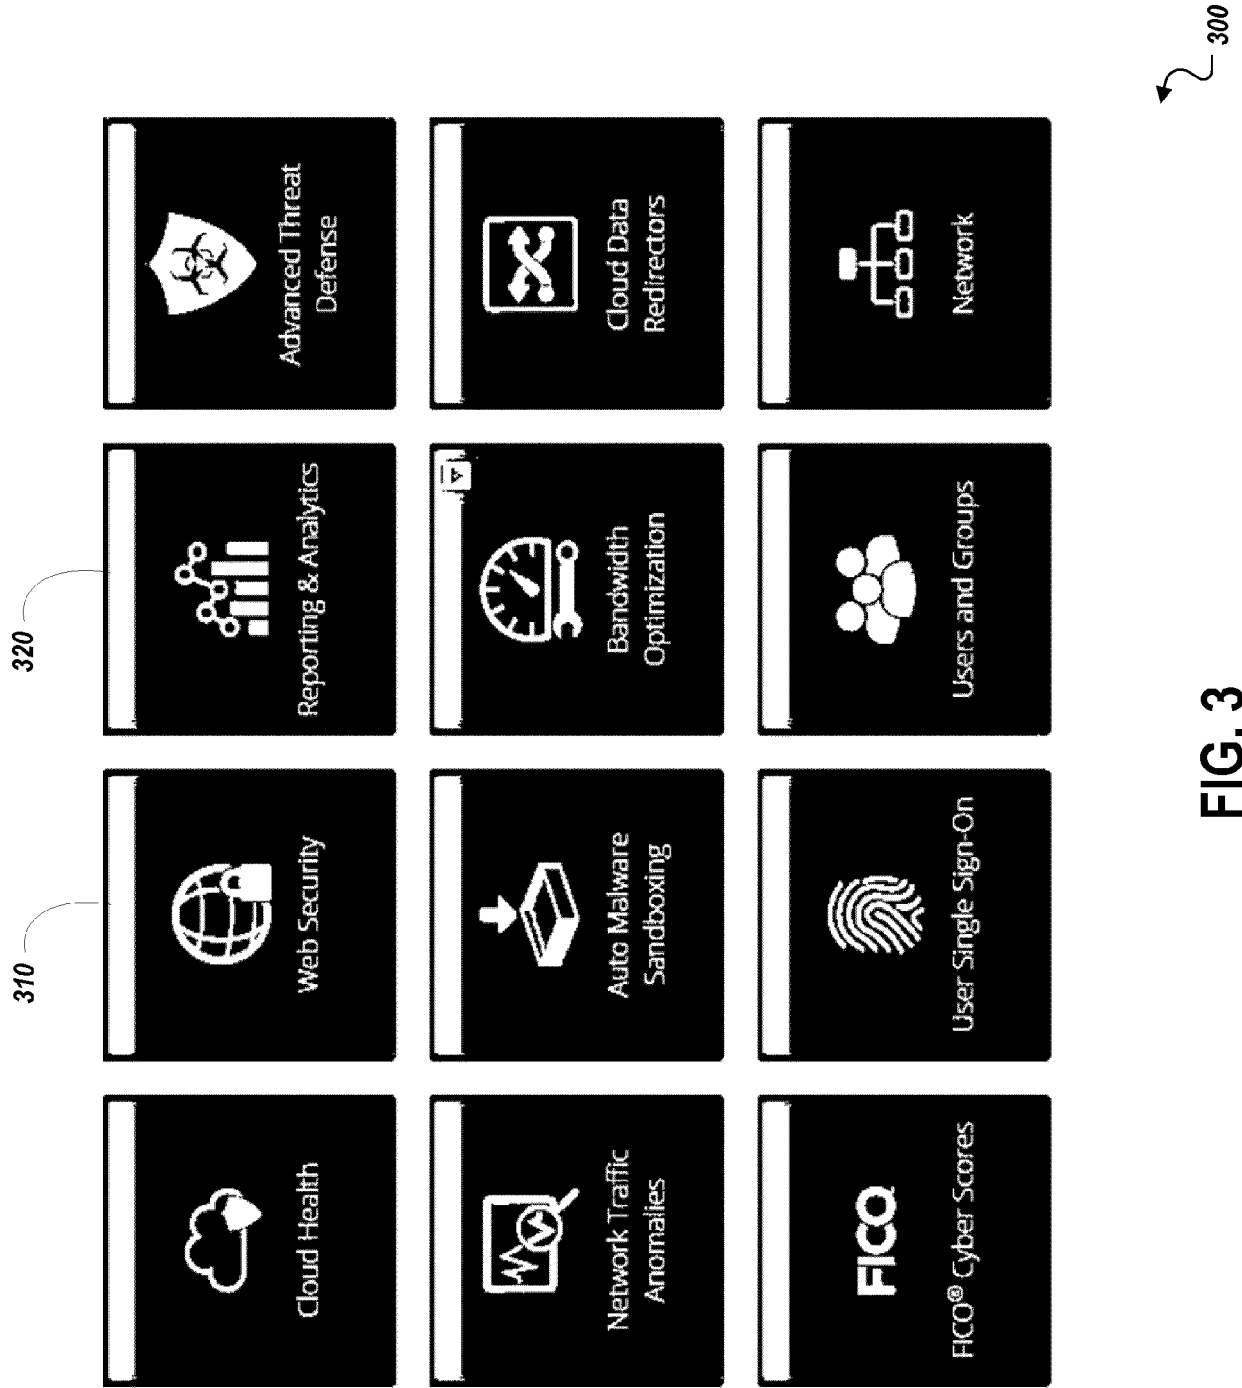 310
320
300
Cloud Health
Web Security
Reporting & Analytics
Advanced Threat
Defense
Network Traffic
Anomalies
Auto Malware
Sandboxing
Bandwidth
Optimization
Cloud Data
Redirectors
FICO
FICO® Cyber Scores
User Single Sign-On
Users and Groups
Network
FIG. 3